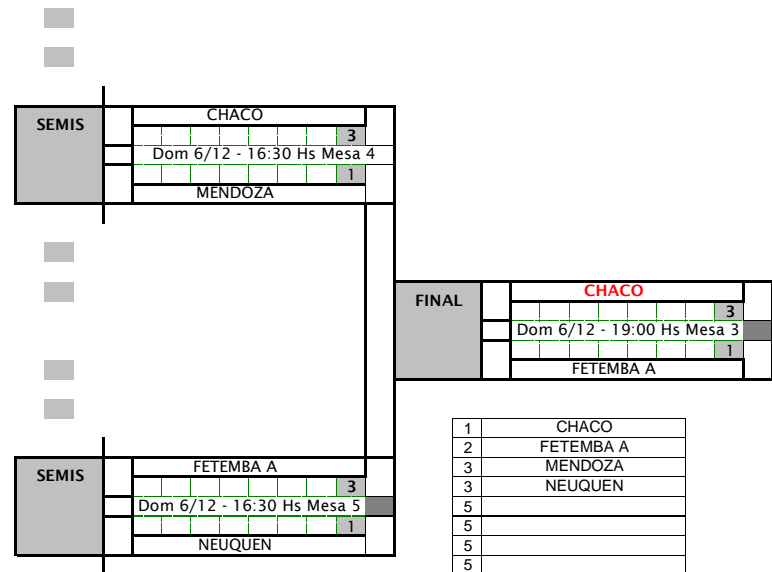 SEMIS
CHACO
3
Dom 6/12 - 16:30 Hs Mesa 4
1
MENDOZA
FINAL
CHACO
3
Dom 6/12 - 19:00 Hs Mesa 3
1
FETEMBA A
SEMIS
FETEMBA A
3
Dom 6/12 - 16:30 Hs Mesa 5
1
NEUQUEN
1 CHACO
2 FETEMBA A
3 MENDOZA
3 NEUQUEN
5
5
5
5